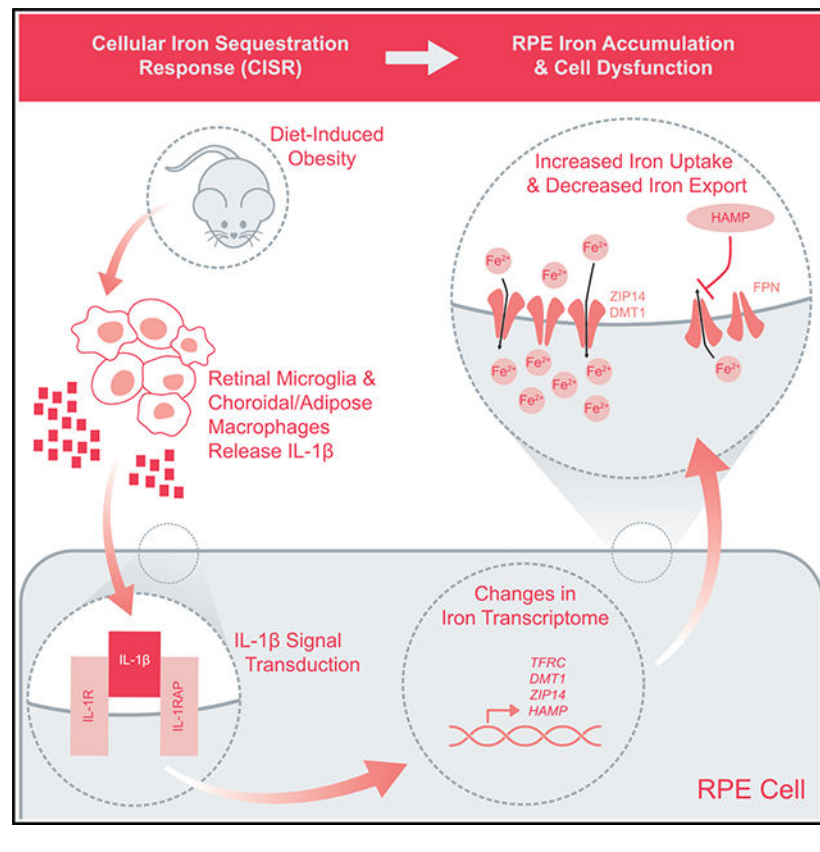 Cellular Iron Sequestration
Response (CISR)
RPE Iron Accumulation
& Cell Dysfunction
Diet-Induced
Obesity
Retinal Microglia &
Choroidal/Adipose
Macrophages
Release IL-1β
IL-1β
IL-1R
IL-1RAP
IL-1β Signal
Transduction
Changes in
Iron Transcriptome
TFRC
DMT1
ZIP14
HAMP
Increased Iron Uptake
& Decreased Iron Export
HAMP
Fe²⁺
Fe²⁺
Fe²⁺
ZIP14
DMT1
FPN
Fe²⁺
Fe²⁺
Fe²⁺
Fe²⁺
Fe²⁺
Fe²⁺
Fe²⁺
RPE Cell